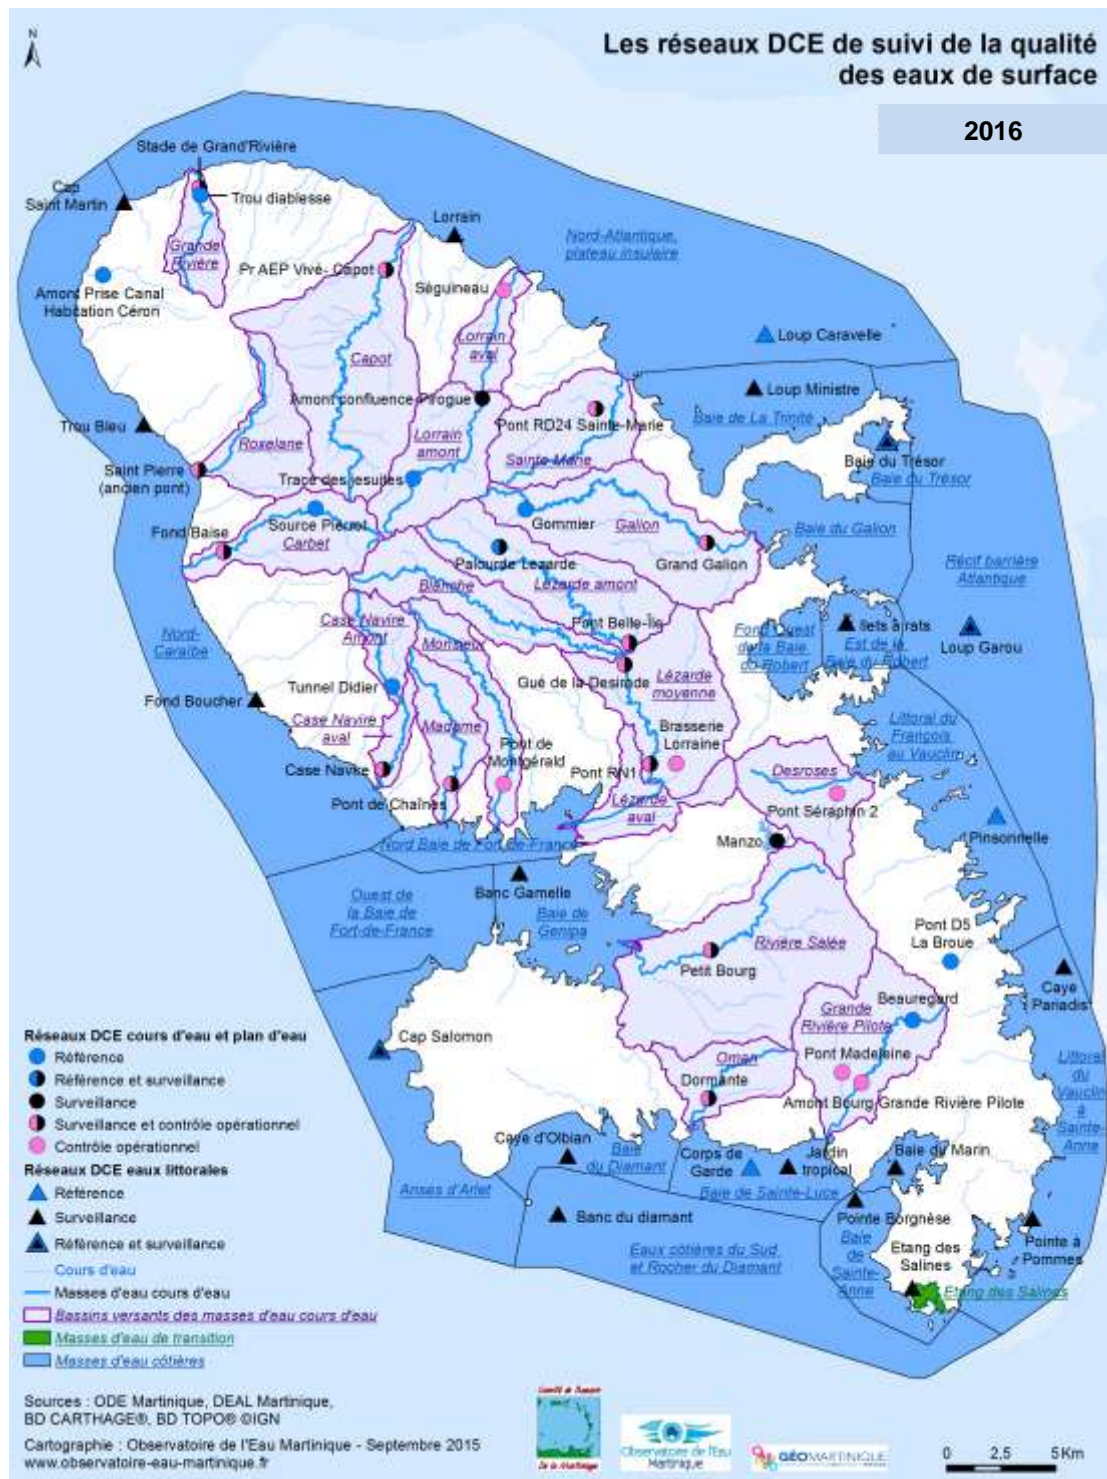 N
Les réseaux DCE de suivi de la qualité
des eaux de surface
2016
Stade de Grand'Rivière
Cap
Saint Martin
Trou diablesse
Lorrain
Nord-Atlantique,
plateau insulaire
Grande
Rivière
Pr AEP Vivé- Capot
Amont Prise Canal
Habitation Céron
Séguineau
Loup Caravelle
Lorrain
aval
Capot
Loup Ministre
Amont confluence Pirogue
Baie de La Trinité
Trou Bleu
Pont RD24 Sainte-Marie
Lorrain
amont
Roxelane
Sainte Marie
Baie du Trésor
Baie du Trésor
Saint Pierre
(ancien pont)
Trace des jesuites
Source Pierrot
Gommier
Galion
Baie du Galion
Fond Baise
Carbet
Palourde Lézarde
Grand Galion
Récif barrière
Atlantique
Blanche
Lézarde amont
Case Navire
Amont
Monsieur
Pont Belle-Ile
Fond Ouest
de la Baie
du Robert
Ilets à rats
Est de la
Baie du Robert
Loup Garou
Nord-
Caraïbe
Tunnel Didier
Gué de la Desirade
Lézarde
moyenne
Fond Boucher
Case Navire
aval
Madame
Brasserie
Lorraine
Littoral du
François
au Vauclin
Pont de
Montgérald
Case Navire
Pont RN1
Desroses
Pont de Chaînes
Lézarde
aval
Pont Séraphin 2
Manzo
Pinsonnelle
Nord Baie de Fort-de-France
Banc Gamelle
Ouest de
la Baie de
Fort-de-France
Baie de
Genipa
Pont D5
La Broue
Rivière Salée
Petit Bourg
Caye
Pariadis
Beauregard
Grande
Rivière Pilote
Cap Salomon
Pont Madeleine
Oman
Dormante
Amont Bourg Grande Rivière Pilote
Littoral
du
Vauclin
à
Sainte-
Anne
Caye d'Olbian
Baie
du Diamant
Corps de
Garde
Jardin
tropical
Baie du Marin
Anses d'Arlet
Baie de Sainte-Luce
Banc du diamant
Pointe Borgnèse
Baie
de
Sainte-
Anne
Pointe à
Pommes
Eaux côtières du Sud
et Rocher du Diamant
Etang des
Salines
Etang des Salines
Réseaux DCE cours d'eau et plan d'eau
Référence
Référence et surveillance
Surveillance
Surveillance et contrôle opérationnel
Contrôle opérationnel
Réseaux DCE eaux littorales
Référence
Surveillance
Référence et surveillance
Cours d'eau
Masses d'eau cours d'eau
Bassins versants des masses d'eau cours d'eau
Masses d'eau de transition
Masses d'eau côtières
Sources : ODE Martinique, DEAL Martinique,
BD CARTHAGE®, BD TOPO® ©IGN
Cartographie : Observatoire de l'Eau Martinique - Septembre 2015
www.observatoire-eau-martinique.fr
Comité de Bassin
De la Martinique
Observatoire de l'Eau
Martinique
GÉOMARTINIQUE
0 2,5 5 Km